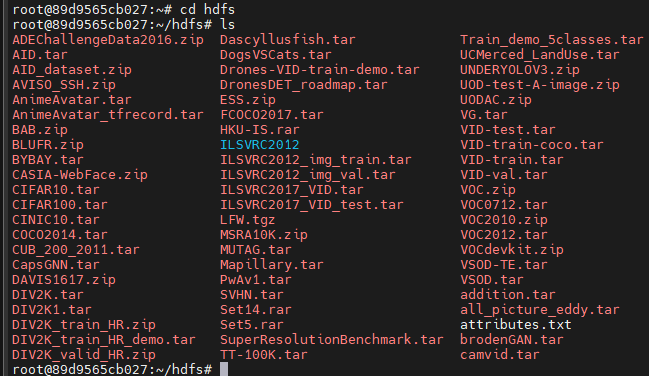 root@89d9565cb027:~# cd hdfs
root@89d9565cb027:~/hdfs# ls
ADEChallengeData2016.zip Dascyllusfish.tar Train_demo_5classes.tar
AID.tar DogsVSCats.tar UCMerced_LandUse.tar
AID_dataset.zip Drones-VID-train-demo.tar UNDERYOLOV3.zip
AVISO_SSH.zip DronesDET_roadmap.tar UOD-test-A-image.zip
AnimeAvatar.tar ESS.zip UODAC.zip
AnimeAvatar_tfrecord.tar FCOCO2017.tar VG.tar
BAB.zip HKU-IS.rar VID-test.tar
BLUFR.zip ILSVRC2012 VID-train-coco.tar
BYBAY.tar ILSVRC2012_img_train.tar VID-train.tar
CASIA-WebFace.zip ILSVRC2012_img_val.tar VID-val.tar
CIFAR10.tar ILSVRC2017_VID.tar VOC.zip
CIFAR100.tar ILSVRC2017_VID_test.tar VOC0712.tar
CINIC10.tar LFW.tgz VOC2010.zip
COCO2014.tar MSRA10K.zip VOC2012.tar
CUB_200_2011.tar MUTAG.tar VOCdevkit.zip
CapsGNN.tar Mapillary.tar VSOD-TE.tar
DAVIS1617.zip PwAv1.tar VSOD.tar
DIV2K.tar SVHN.tar addition.tar
DIV2K1.tar Set14.rar all_picture_eddy.tar
DIV2K_train_HR.zip Set5.rar attributes.txt
DIV2K_train_HR_demo.tar SuperResolutionBenchmark.tar brodenGAN.tar
DIV2K_valid_HR.zip TT-100K.tar camvid.tar
root@89d9565cb027:~/hdfs#